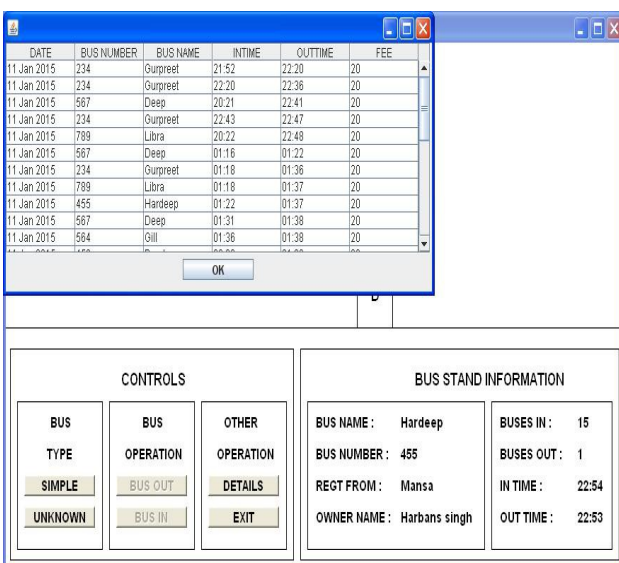 DATE BUS NUMBER BUS NAME INTIME OUTTIME FEE
11 Jan 2015 234 Gurpreet 21:52 22:20 20
11 Jan 2015 234 Gurpreet 22:20 22:36 20
11 Jan 2015 567 Deep 20:21 22:41 20
11 Jan 2015 234 Gurpreet 22:43 22:47 20
11 Jan 2015 789 Libra 20:22 22:48 20
11 Jan 2015 567 Deep 01:16 01:22 20
11 Jan 2015 234 Gurpreet 01:18 01:36 20
11 Jan 2015 789 Libra 01:18 01:37 20
11 Jan 2015 455 Hardeep 01:22 01:37 20
11 Jan 2015 567 Deep 01:31 01:38 20
11 Jan 2015 564 Gill 01:36 01:38 20
OK
CONTROLS
BUS
TYPE
SIMPLE
UNKNOWN
BUS
OPERATION
BUS OUT
BUS IN
OTHER
OPERATION
DETAILS
EXIT
BUS STAND INFORMATION
BUS NAME : Hardeep
BUS NUMBER : 455
REGT FROM : Mansa
OWNER NAME : Harbans singh
BUSES IN : 15
BUSES OUT : 1
IN TIME : 22:54
OUT TIME : 22:53